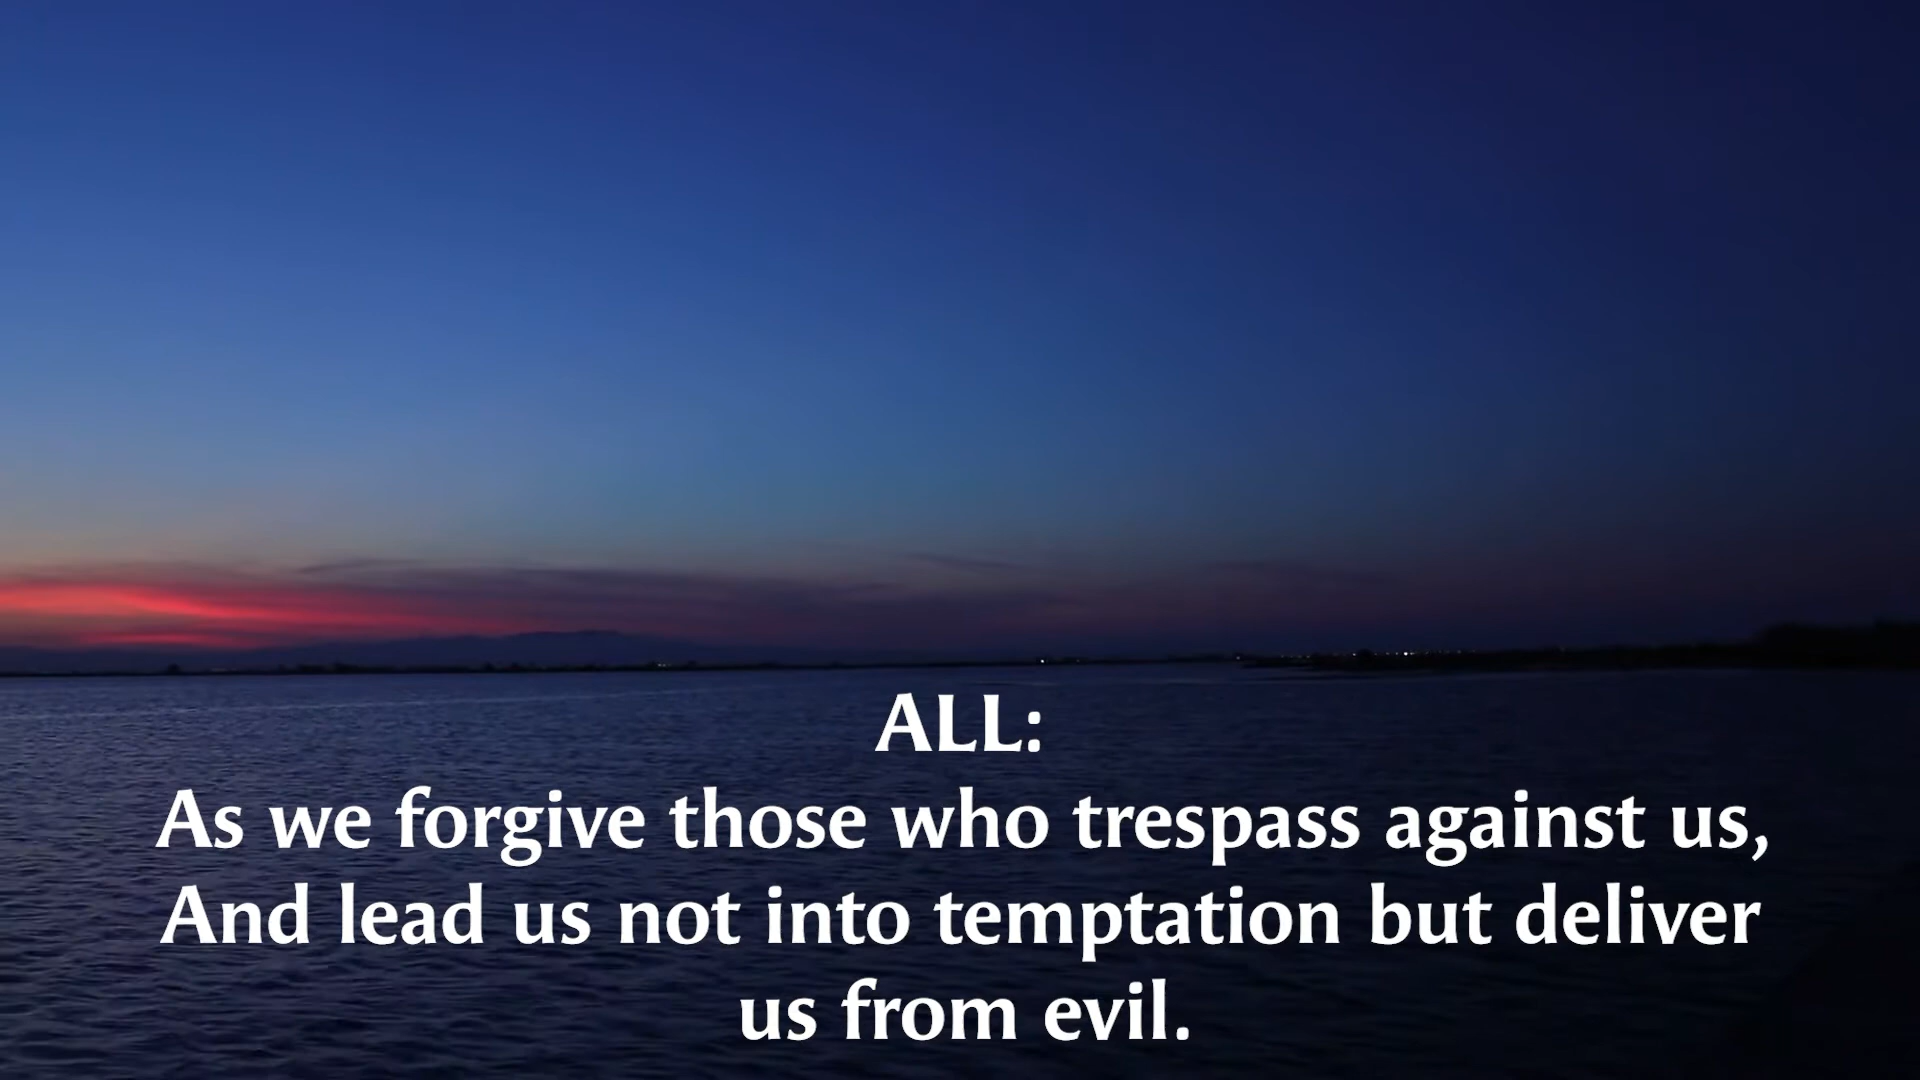 ALL:
As we forgive those who trespass against us,
And lead us not into temptation but deliver
us from evil.